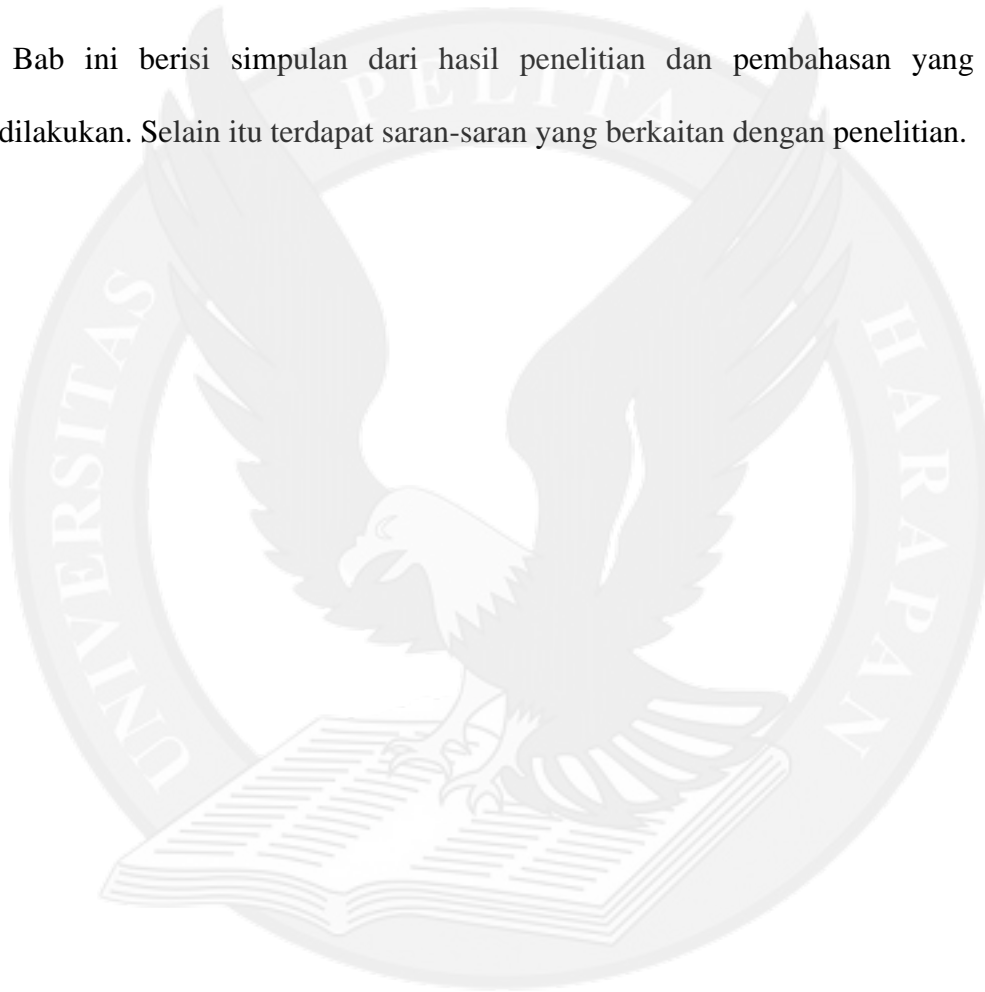 Bab ini berisi simpulan dari hasil penelitian dan pembahasan yang
dilakukan. Selain itu terdapat saran-saran yang berkaitan dengan penelitian.
UNIVERSITAS PELITA HARAPAN